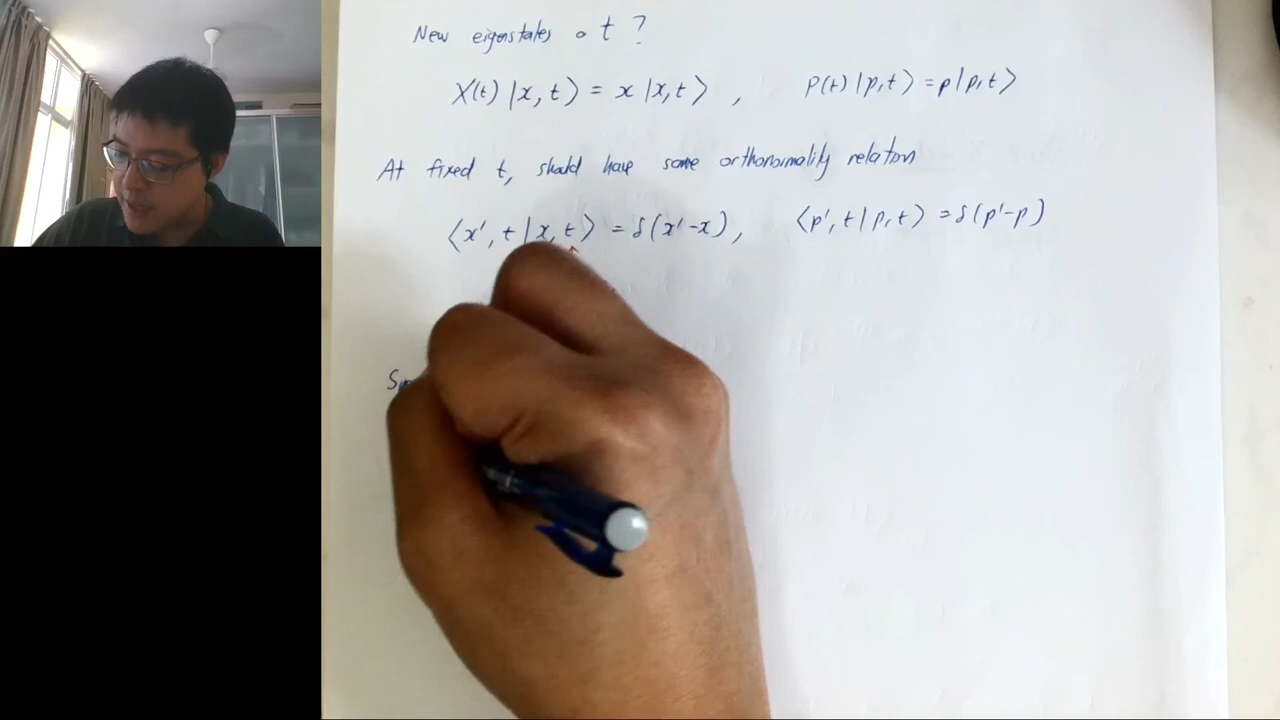 New eigenstates @ t ?
X(t) |x, t⟩ = x |x, t⟩ , P(t) |p, t⟩ = p |p, t⟩
At fixed t, should have same orthonormality relation
⟨x', t | x, t⟩ = δ(x' - x), ⟨p', t | p, t⟩ = δ(p' - p)